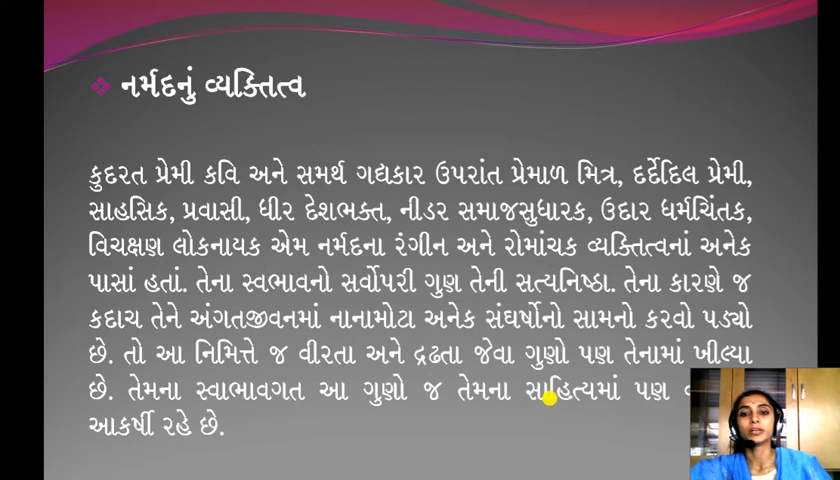 નર્મદનું વ્યક્તિત્વ
કુદરત પ્રેમી કવિ અને સમર્થ ગદ્યકાર ઉપરાંત પ્રેમાળ મિત્ર, દર્દેદિલ પ્રેમી,
સાહસિક, પ્રવાસી, ધીર દેશભક્ત, નીડર સમાજસુધારક, ઉદાર ધર્મચિંતક,
વિચક્ષણ લોકનાયક એમ નર્મદના રંગીન અને રોમાંચક વ્યક્તિત્વનાં અનેક
પાસાં હતાં. તેના સ્વભાવનો સર્વોપરી ગુણ તેની સત્યનિષ્ઠા. તેના કારણે જ
કદાચ તેને અંગતજીવનમાં નાનામોટા અનેક સંઘર્ષોનો સામનો કરવો પડ્યો
છે. તો આ નિમિત્તે જ વીરતા અને દ્રઢતા જેવા ગુણો પણ તેનામાં ખીલ્યા
છે. તેમના સ્વાભાવગત આ ગુણો જ તેમના સાહિત્યમાં પણ
આકર્ષી રહે છે.